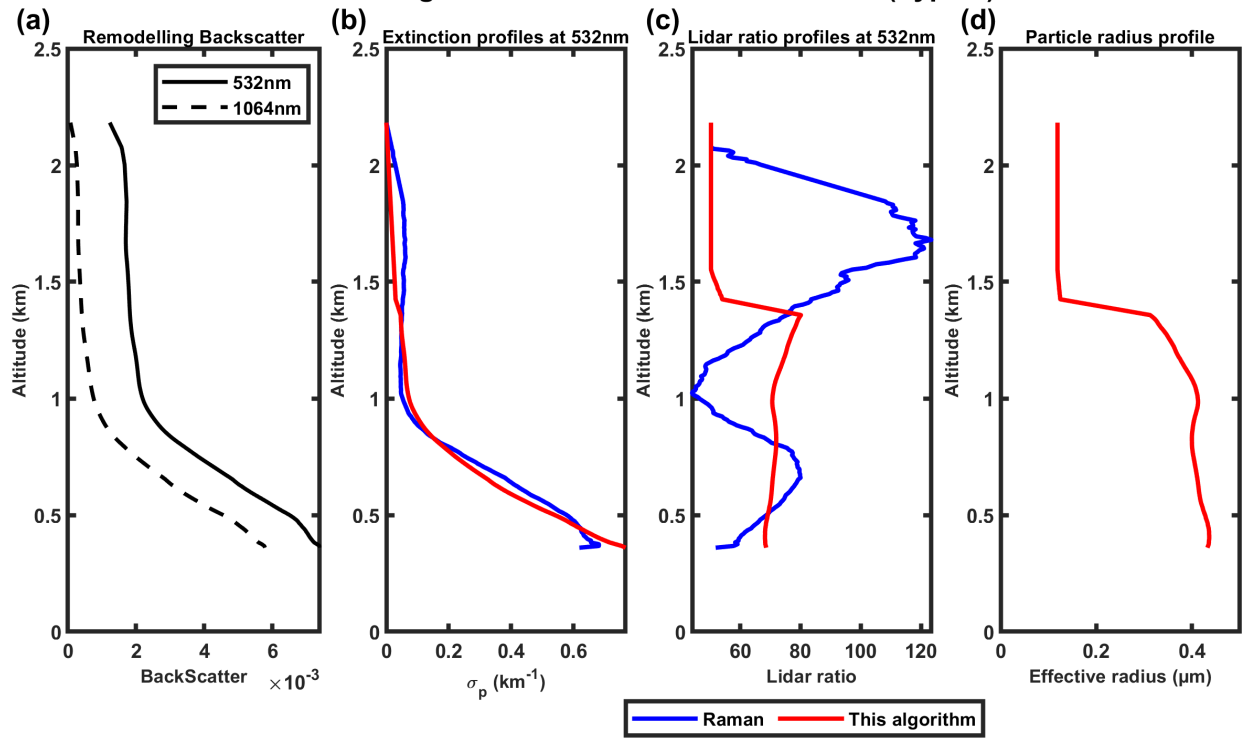 (a) (b) (c) (d)
Remodelling Backscatter
Extinction profiles at 532nm
Lidar ratio profiles at 532nm
Particle radius profile
532nm
1064nm
2.5
2
1.5
1
0.5
0
Altitude (km)
0 2 4 6
BackScatter
×10⁻³
2.5
2
1.5
1
0.5
0
Altitude (km)
0 0.2 0.4 0.6
σp (km⁻¹)
2.5
2
1.5
1
0.5
0
Altitude (km)
60 80 100 120
Lidar ratio
2.5
2
1.5
1
0.5
0
Altitude (km)
0 0.2 0.4
Effective radius (μm)
Raman This algorithm